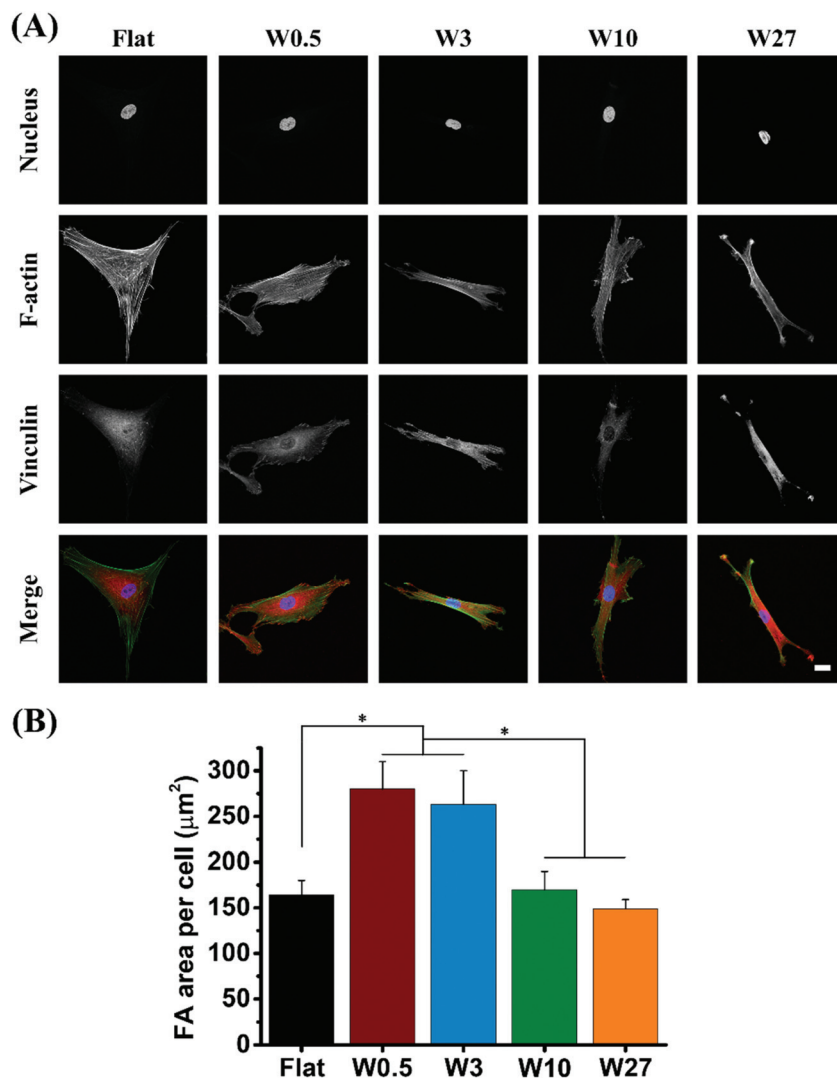 (A)
Flat W0.5 W3 W10 W27
Nucleus
F-actin
Vinculin
Merge
(B)
* *
FA area per cell (μm²)
300
250
200
150
100
50
0
Flat W0.5 W3 W10 W27